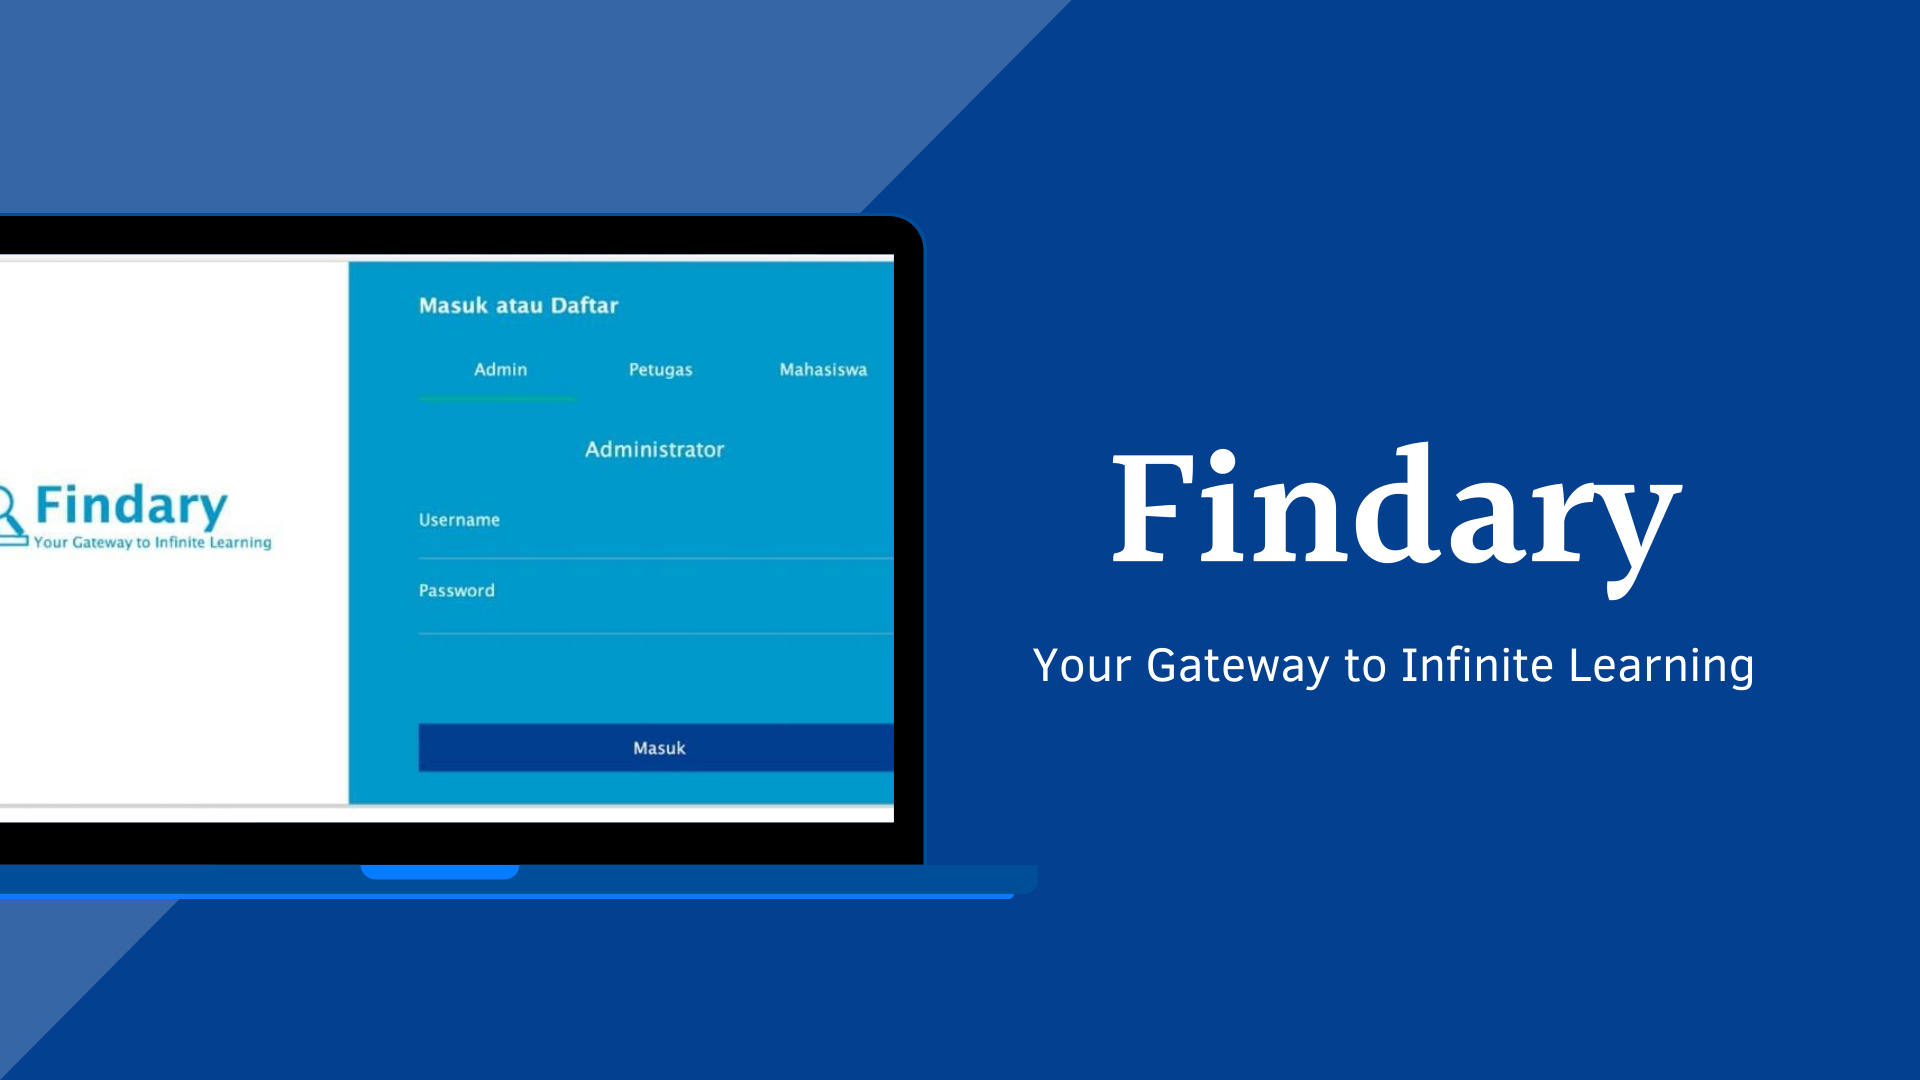 Masuk atau Daftar
Admin Petugas Mahasiswa
Administrator
Findary
Your Gateway to Infinite Learning
Username
Password
Masuk
Findary
Your Gateway to Infinite Learning